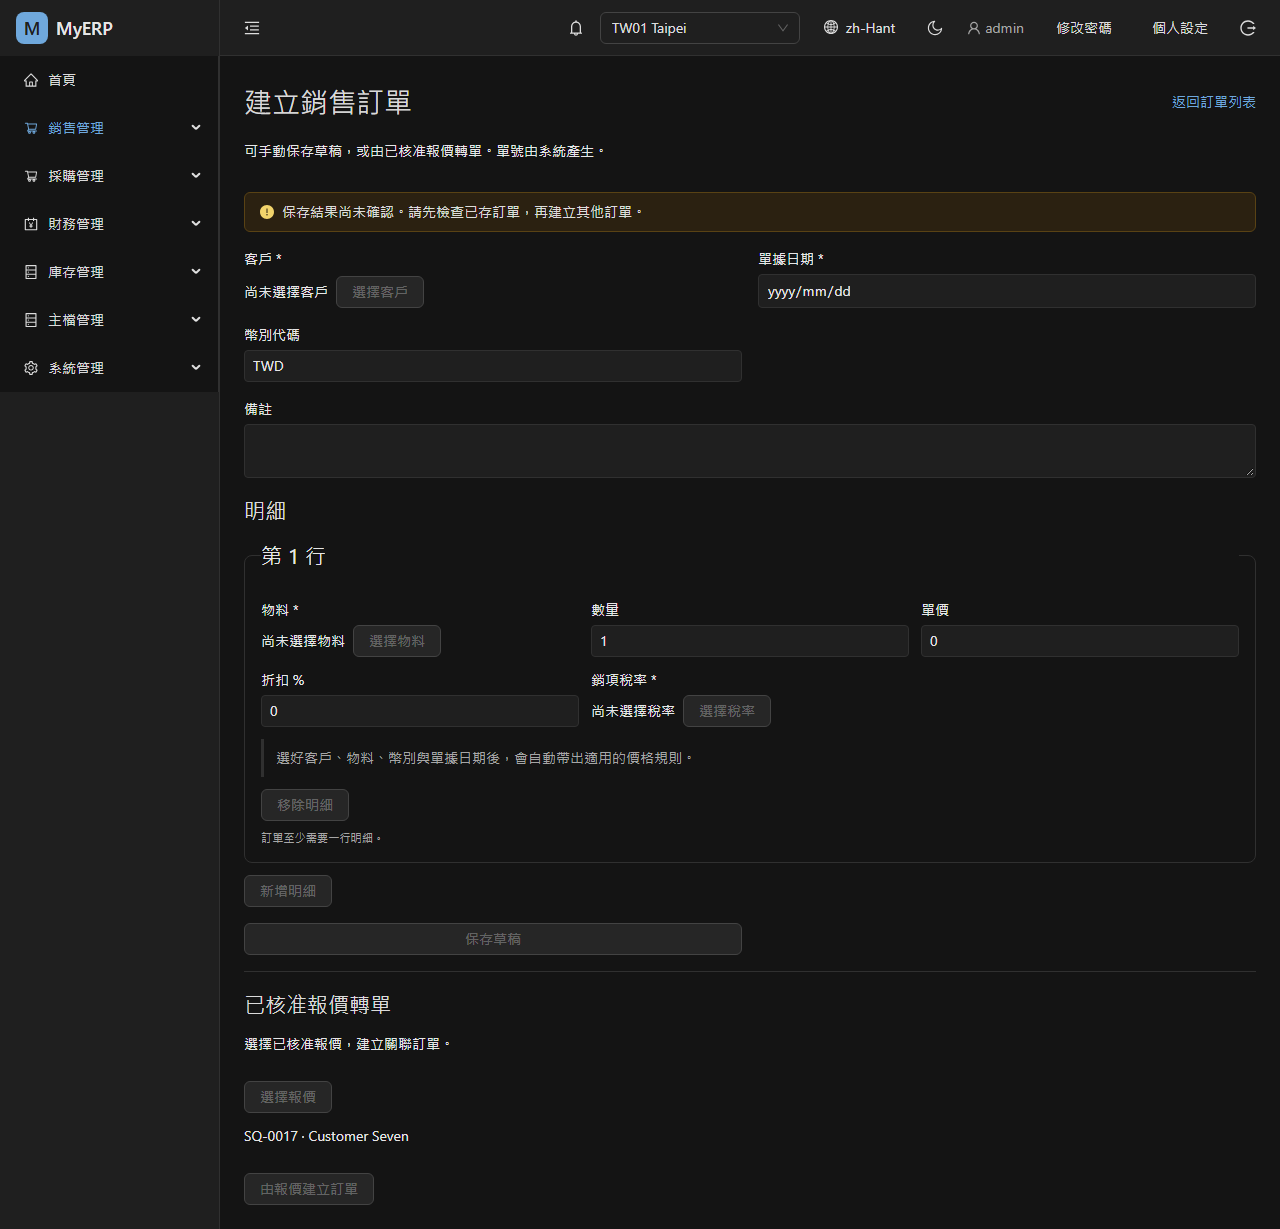 M MyERP
TW01 Taipei
zh-Hant
admin
修改密碼
個人設定
首頁
銷售管理
採購管理
財務管理
庫存管理
主檔管理
系統管理
建立銷售訂單
返回訂單列表
可手動保存草稿，或由已核准報價轉單。單號由系統產生。
保存結果尚未確認。請先檢查已存訂單，再建立其他訂單。
客戶 *
單據日期 *
尚未選擇客戶 選擇客戶
yyyy/mm/dd
幣別代碼
TWD
備註
明細
第 1 行
物料 *
數量
單價
尚未選擇物料 選擇物料
1
0
折扣 %
銷項稅率 *
0
尚未選擇稅率 選擇稅率
選好客戶、物料、幣別與單據日期後，會自動帶出適用的價格規則。
移除明細
訂單至少需要一行明細。
新增明細
保存草稿
已核准報價轉單
選擇已核准報價，建立關聯訂單。
選擇報價
SQ-0017 · Customer Seven
由報價建立訂單